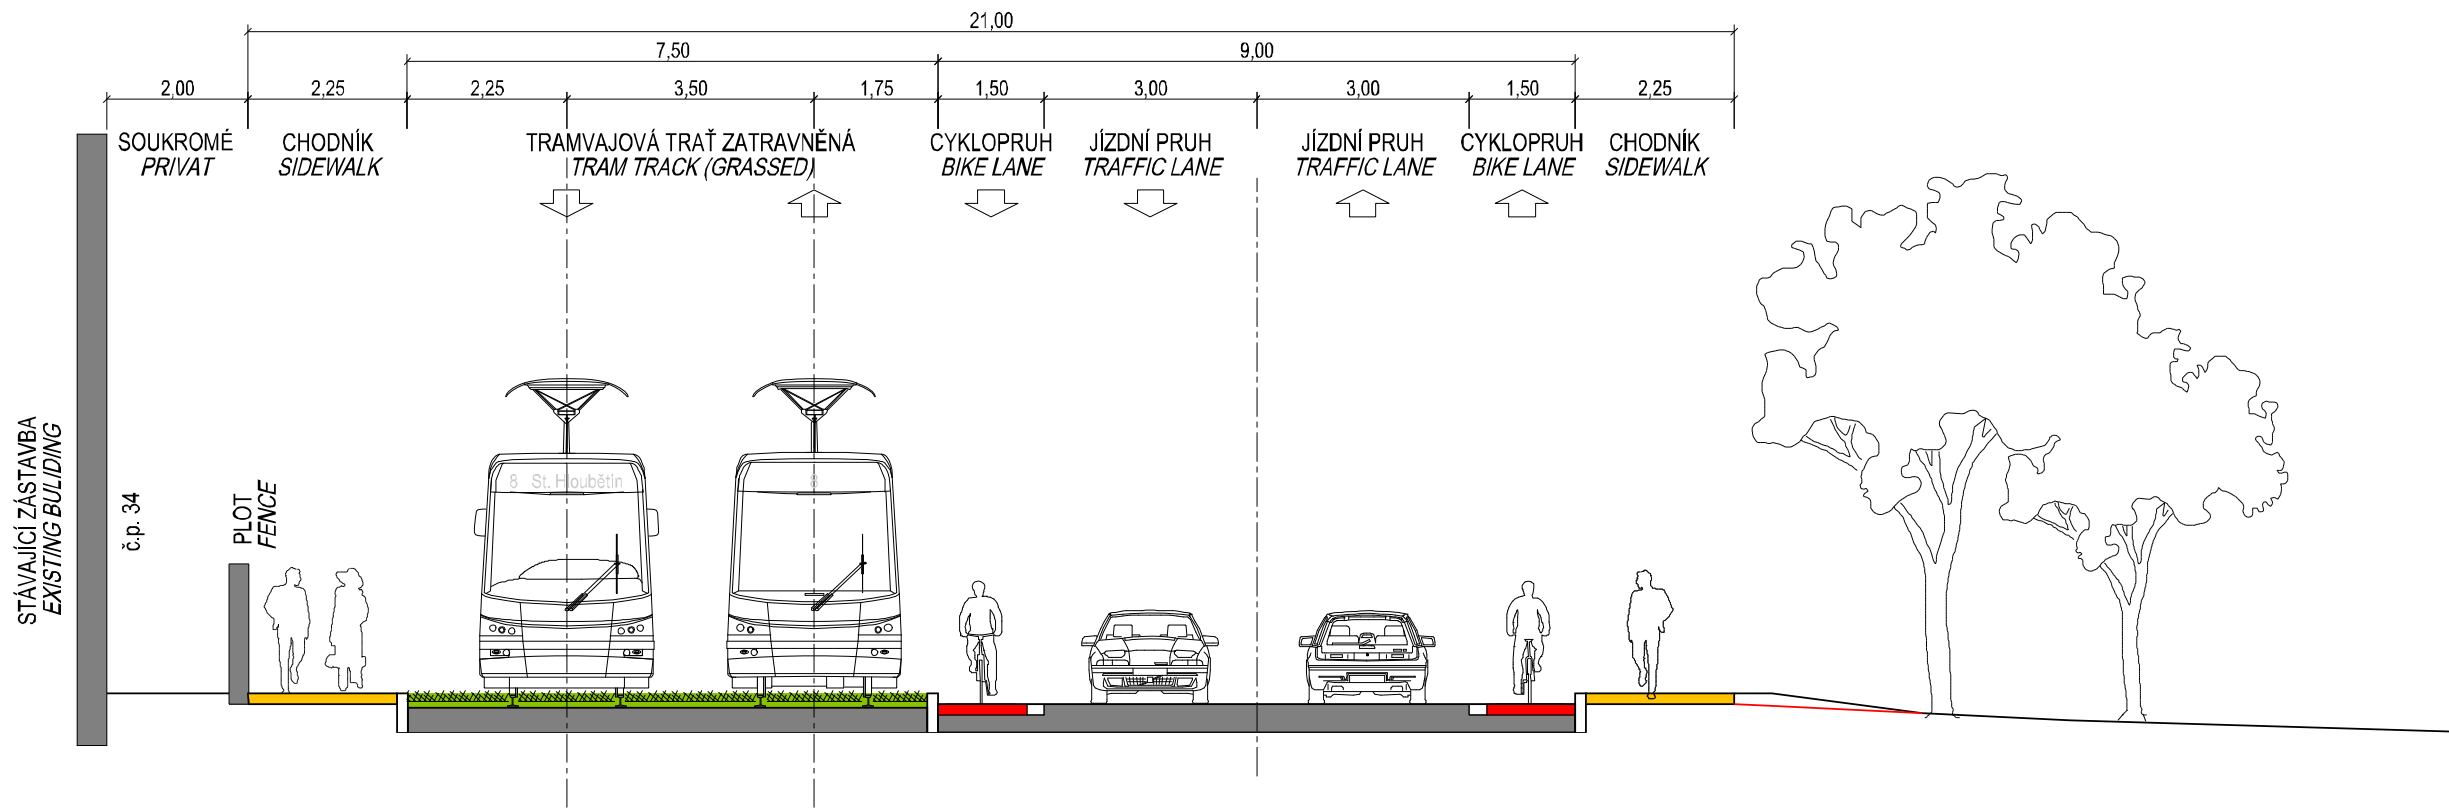 21,00
7,50
9,00
2,00
2,25
2,25
3,50
1,75
1,50
3,00
3,00
1,50
2,25
SOUKROMÉ
PRIVAT
CHODNÍK
SIDEWALK
TRAMVAJOVÁ TRAŤ ZATRAVNĚNÁ
TRAM TRACK (GRASSED)
CYKLOPRUH
BIKE LANE
JÍZDNÍ PRUH
TRAFFIC LANE
JÍZDNÍ PRUH
TRAFFIC LANE
CYKLOPRUH
BIKE LANE
CHODNÍK
SIDEWALK
STÁVAJÍCÍ ZÁSTAVBA
EXISTING BULIDING
č.p. 34
PLOT
FENCE
8 St. Hloubětín
8